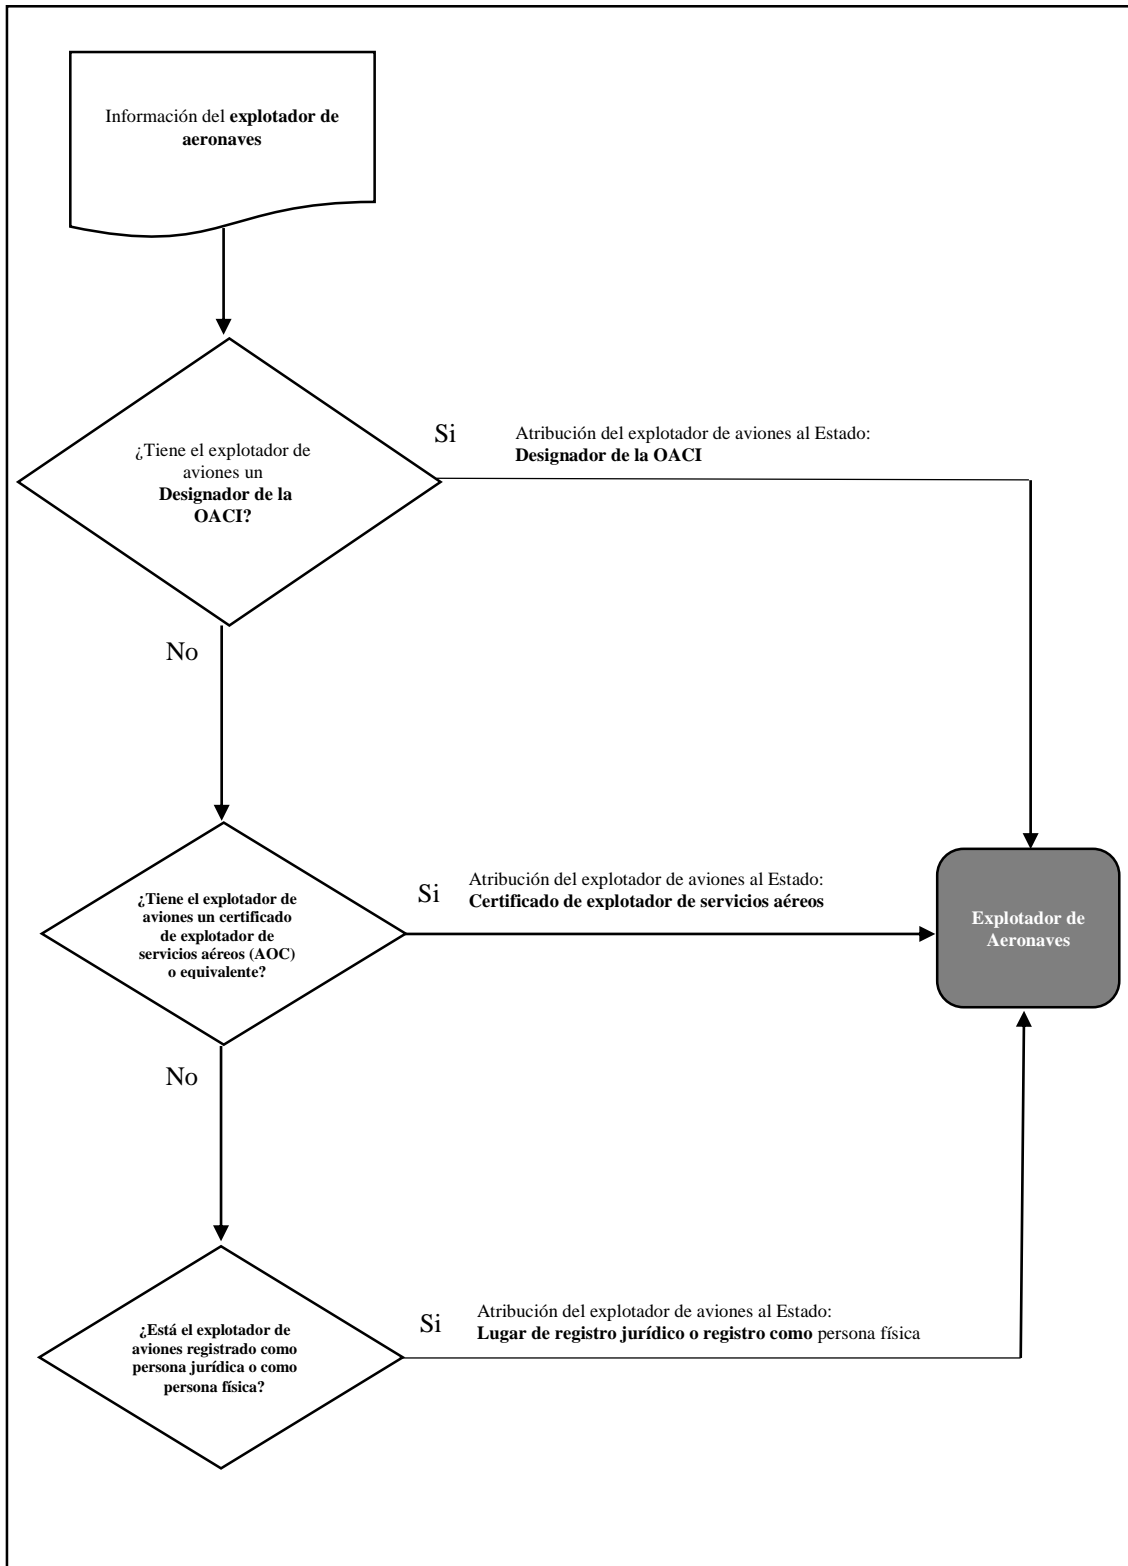 Información del explotador de
aeronaves
¿Tiene el explotador de
aviones un
Designador de la
OACI?
Si
Atribución del explotador de aviones al Estado:
Designador de la OACI
No
¿Tiene el explotador de
aviones un certificado
de explotador de
servicios aéreos (AOC)
o equivalente?
Si
Atribución del explotador de aviones al Estado:
Certificado de explotador de servicios aéreos
Explotador de
Aeronaves
No
¿Está el explotador de
aviones registrado como
persona jurídica o como
persona física?
Si
Atribución del explotador de aviones al Estado:
Lugar de registro jurídico o registro como persona física